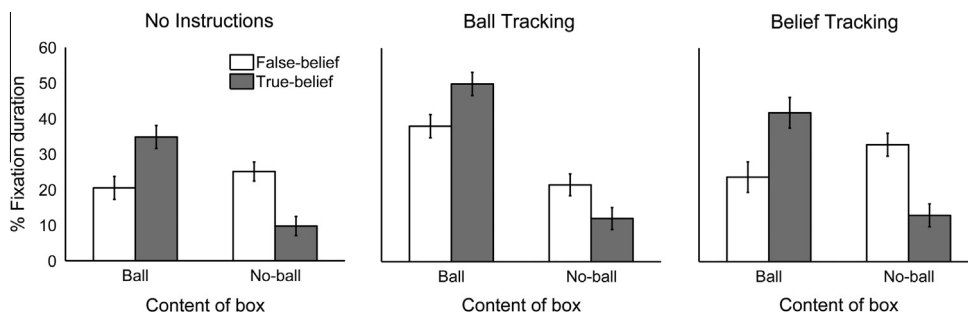 No Instructions
Ball Tracking
Belief Tracking
% Fixation duration
60
50
40
30
20
10
0
False-belief
True-belief
Ball
No-ball
Ball
No-ball
Ball
No-ball
Content of box
Content of box
Content of box